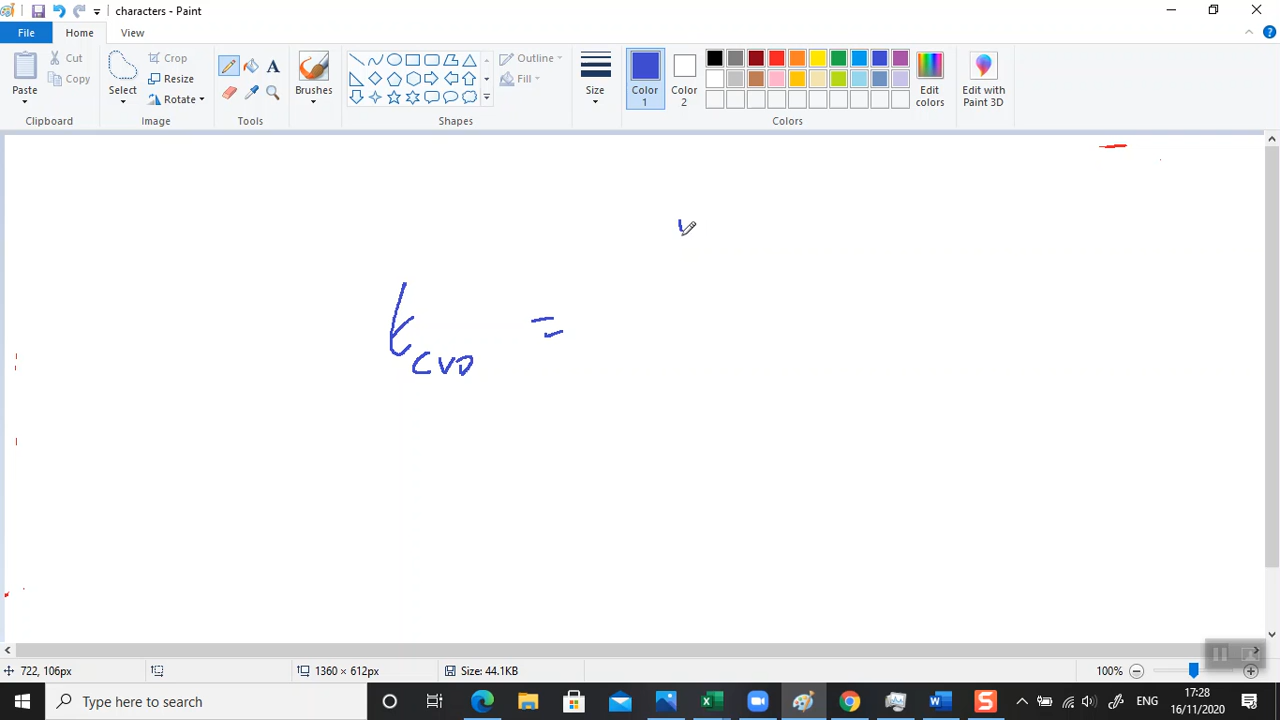 characters - Paint
File Home View
Paste Cut Copy Clipboard
Select Crop Resize Rotate Image
A Tools
Brushes
Outline Fill Shapes
Size
Color 1 Color 2 Edit colors Colors
Edit with Paint 3D
t CVD =
722, 106px 1360 × 612px Size: 44.1KB 100%
Type here to search ENG 17:28 16/11/2020